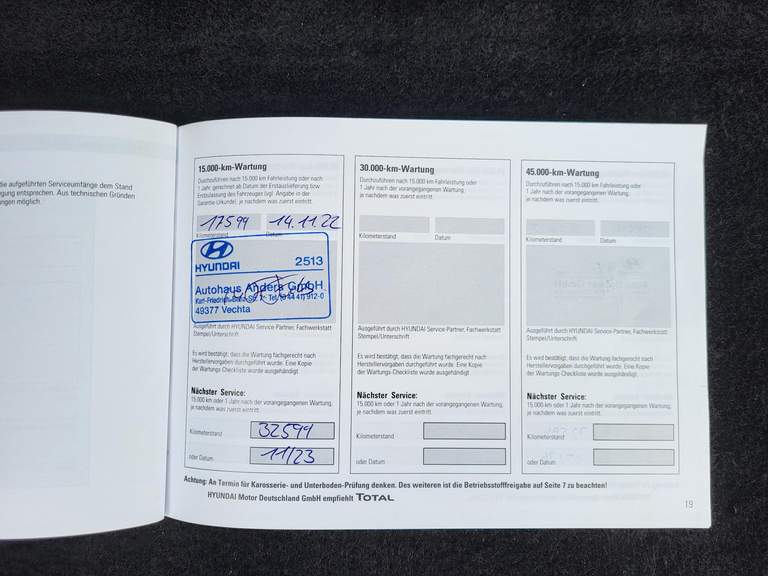 die aufgeführten Serviceumfänge dem Stand
gung entsprechen. Aus technischen Gründen
ngen möglich.
15.000-km-Wartung
Durchzuführen nach 15.000 km Fahrleistung oder nach
1 Jahr gerechnet ab Datum der Erstauslieferung bzw.
Erstzulassung des Fahrzeuges (vgl. Angabe in der
Garantie Urkunde), je nachdem was zuerst eintritt.
17599 14.11.22
Kilometerstand Datum
HYUNDAI 2513
Autohaus Anders GmbH
Tel. (0 44 41) 912-0
49377 Vechta
Ausgeführt durch HYUNDAI Service-Partner, Fachwerkstatt
Stempel/Unterschrift
Es wird bestätigt, dass die Wartung fachgerecht nach
Herstellervorgaben durchgeführt wurde. Eine Kopie
der Wartungs-Checkliste wurde ausgehändigt.
Nächster Service:
15.000 km oder 1 Jahr nach der vorangegangenen Wartung,
je nachdem was zuerst eintritt.
Kilometerstand 32599
oder Datum 11/23
30.000-km-Wartung
Durchzuführen nach 15.000 km Fahrleistung oder
1 Jahr nach der vorangegangenen Wartung,
je nachdem was zuerst eintritt.
Kilometerstand Datum
Ausgeführt durch HYUNDAI Service-Partner, Fachwerkstatt
Stempel/Unterschrift
Es wird bestätigt, dass die Wartung fachgerecht nach
Herstellervorgaben durchgeführt wurde. Eine Kopie
der Wartungs-Checkliste wurde ausgehändigt.
Nächster Service:
15.000 km oder 1 Jahr nach der vorangegangenen Wartung,
je nachdem was zuerst eintritt.
Kilometerstand
oder Datum
45.000-km-Wartung
Durchzuführen nach 15.000 km Fahrleistung oder
1 Jahr nach der vorangegangenen Wartung,
je nachdem was zuerst eintritt.
Kilometerstand Datum
Ausgeführt durch HYUNDAI Service-Partner, Fachwerkstatt
Stempel/Unterschrift
Es wird bestätigt, dass die Wartung fachgerecht nach
Herstellervorgaben durchgeführt wurde. Eine Kopie
der Wartungs-Checkliste wurde ausgehändigt.
Nächster Service:
15.000 km oder 1 Jahr nach der vorangegangenen Wartung,
je nachdem was zuerst eintritt.
Kilometerstand
oder Datum
Achtung: An Termin für Karosserie- und Unterboden-Prüfung denken. Des weiteren ist die Betriebsstofffreigabe auf Seite 7 zu beachten!
HYUNDAI Motor Deutschland GmbH empfiehlt TOTAL
19